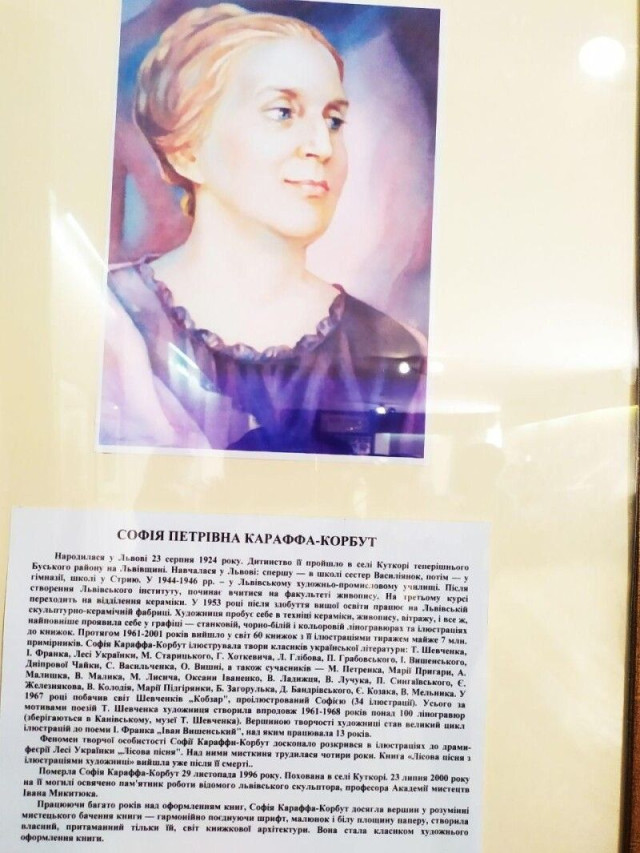 СОФІЯ ПЕТРІВНА КАРАФФА-КОРБУТ
Народилася у Львові 23 серпня 1924 року. Дитинство її пройшло в селі Куткорі теперішнього
Буського району на Львівщині. Навчалася у Львові: спершу — в школі сестер Василіянок, потім — у
гімназії, школі у Стрию. У 1944-1946 рр. – у Львівському художньо-промисловому училищі. Після
створення Львівського інституту, починає вчитися на факультеті живопису. На третьому курсі
переходить на відділення кераміки. У 1953 році після здобуття вищої освіти працює на Львівській
скульптурно-керамічній фабриці. Художниця пробує себе в техніці кераміки, живопису, вітражу, і все ж,
найповніше проявила себе у графіці — станковій, чорно-білій і кольоровій ,ліногравюрах та ілюстраціях
до книжок. Протягом 1961-2001 років вийшло у світ 60 книжок з її ілюстраціями тиражем майже 7 млн.
примірників. Софія Караффа-Корбут ілюструвала твори класиків української літератури: Т. Шевченка,
І. Франка, Лесі Українки, М. Старицького, Г. Хоткевича, Л. Глібова, П. Грабовського, І. Вишенського,
Дніпрової Чайки, С. Васильченка, О. Вишні, а також сучасників — М. Петренка, Марії Пригари, А.
Малишка, В. Малика, М. Лисича, Оксани Іваненко, В. Ладижця, В. Лучука, П. Сингаївського, Є.
Железнякова, В. Колодія, Марії Підгірянки, Б. Загорулька, Д. Бандрівського, Є. Козака, В. Мельника. У
1967 році побачив світ Шевченків „Кобзар", проілюстрований Софією (34 ілюстрації). Усього за
мотивами поезій Т. Шевченка художниця створила впродовж 1961-1968 років понад 100 ліногравюр
(зберігаються в Канівському, музеї Т. Шевченка). Вершиною творчості художниці став великий цикл
ілюстрацій до поеми І. Франка „Іван Вишенський", над яким працювала 13 років.
Феномен творчої особистості Софії Караффи-Корбут досконало розкрився в ілюстраціях до драми-
феєрії Лесі Українки „Лісова пісня". Над ними мисткиня трудилася чотири роки. Книга «Лісова пісня з
ілюстраціями художниці» вийшла уже після її смерті..
Померла Софія Караффа-Корбут 29 листопада 1996 року. Похована в селі Куткорі. 23 липня 2000 року
на її могилі освячено пам'ятник роботи відомого львівського скульптора, професора Академії мистецтв
Івана Микитюка.
Працюючи багато років над оформленням книг, Софія Караффа-Корбут досягла вершин у розумінні
мистецького бачення книги — гармонійно поєднуючи шрифт, малюнок і білу площину паперу, створила
власний, притаманний тільки їй, світ книжкової архітектури. Вона стала класиком художнього
оформлення книги.